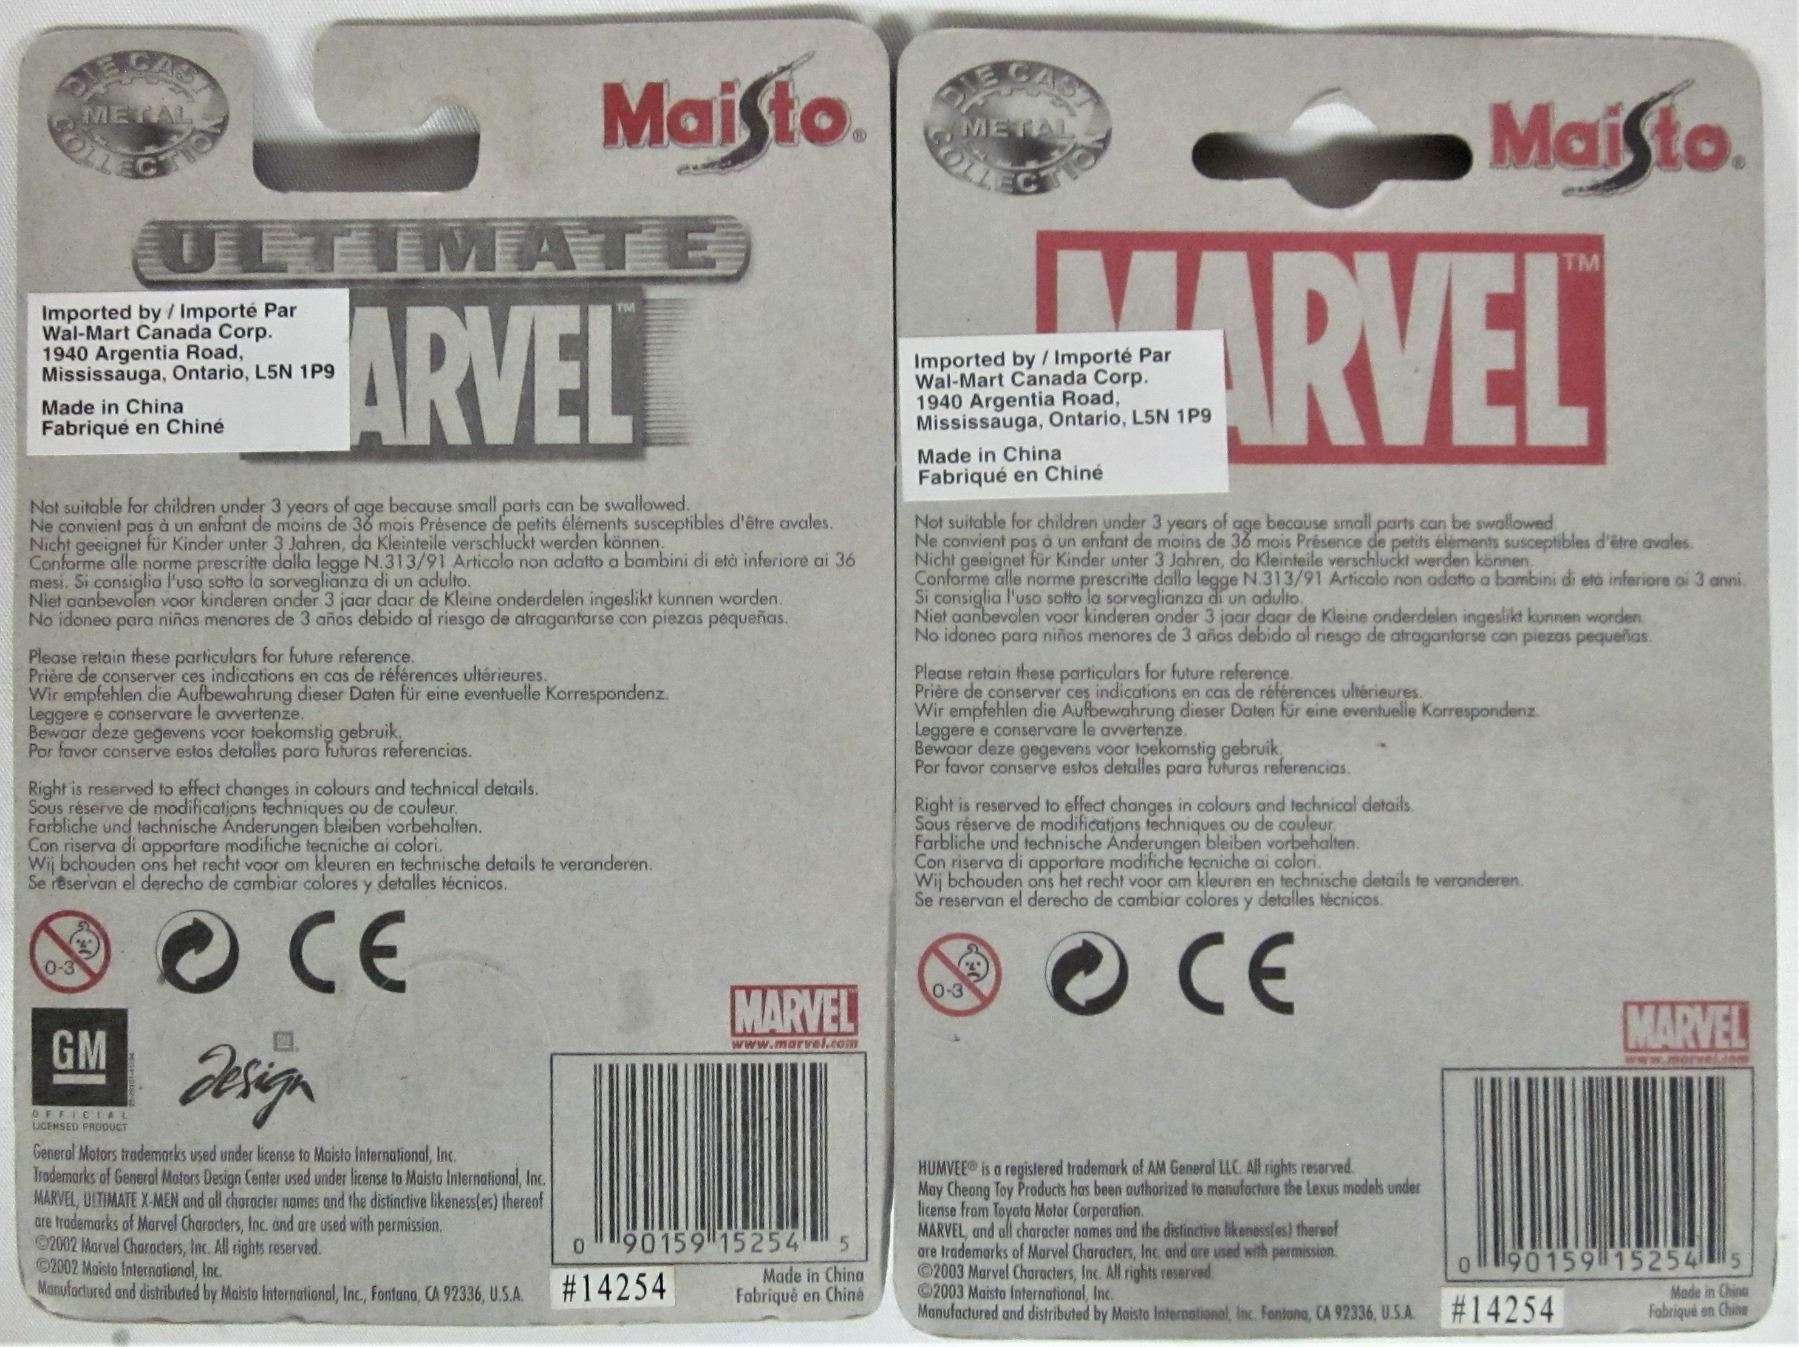 DIE CAST
METAL
COLLECTION
Maisto®
ULTIMATE
ARVEL™
Imported by / Importé Par
Wal-Mart Canada Corp.
1940 Argentia Road,
Mississauga, Ontario, L5N 1P9
Made in China
Fabriqué en Chiné
Not suitable for children under 3 years of age because small parts can be swallowed.
Ne convient pas à un enfant de moins de 36 mois Présence de petits éléments susceptibles d'être avales.
Nicht geeignet für Kinder unter 3 Jahren, da Kleinteile verschluckt werden können.
Conforme alle norme prescritte dalla legge N.313/91 Articolo non adatto a bambini di età inferiore ai 36
mesi. Si consiglia l'uso sotto la sorveglianza di un adulto.
Niet aanbevolen voor kinderen onder 3 jaar daar de Kleine onderdelen ingeslikt kunnen worden.
No idoneo para niños menores de 3 años debido al riesgo de atragantarse con piezas pequeñas.
Please retain these particulars for future reference.
Prière de conserver ces indications en cas de références ultérieures.
Wir empfehlen die Aufbewahrung dieser Daten für eine eventuelle Korrespondenz.
Leggere e conservare le avvertenze.
Bewaar deze gegevens voor toekomstig gebruik.
Por favor conserve estos detalles para futuras referencias.
Right is reserved to effect changes in colours and technical details.
Sous réserve de modifications techniques ou de couleur.
Farbliche und technische Änderungen bleiben vorbehalten.
Con riserva di apportare modifiche tecniche ai colori.
Wij bchouden ons het recht voor om kleuren en technische details te veranderen.
Se reservan el derecho de cambiar colores y detalles técnicos.
0-3
CE
GM
OFFICIAL
LICENSED PRODUCT
GM
Design
MARVEL
www.marvel.com
General Motors trademarks used under license to Maisto International, Inc.
Trademarks of General Motors Design Center used under license to Maisto International, Inc.
MARVEL, ULTIMATE X-MEN and all character names and the distinctive likeness(es) thereof
are trademarks of Marvel Characters, Inc. and are used with permission.
©2002 Marvel Characters, Inc. All rights reserved.
©2002 Maisto International, Inc.
Manufactured and distributed by Maisto International, Inc., Fontana, CA 92336, U.S.A.
0 90159 15254 5
#14254
Made in China
Fabriqué en Chine
DIE CAST
METAL
COLLECTION
Maisto®
MARVEL™
Imported by / Importé Par
Wal-Mart Canada Corp.
1940 Argentia Road,
Mississauga, Ontario, L5N 1P9
Made in China
Fabriqué en Chiné
Not suitable for children under 3 years of age because small parts can be swallowed.
Ne convient pas à un enfant de moins de 36 mois Présence de petits éléments susceptibles d'être avales.
Nicht geeignet für Kinder unter 3 Jahren, da Kleinteile verschluckt werden können.
Conforme alle norme prescritte dalla legge N.313/91 Articolo non adatto a bambini di età inferiore ai 3 anni.
Si consiglia l'uso sotto la sorveglianza di un adulto.
Niet aanbevolen voor kinderen onder 3 jaar daar de Kleine onderdelen ingeslikt kunnen worden.
No idoneo para niños menores de 3 años debido al riesgo de atragantarse con piezas pequeñas.
Please retain these particulars for future reference.
Prière de conserver ces indications en cas de références ultérieures.
Wir empfehlen die Aufbewahrung dieser Daten für eine eventuelle Korrespondenz.
Leggere e conservare le avvertenze.
Bewaar deze gegevens voor toekomstig gebruik.
Por favor conserve estos detalles para futuras referencias.
Right is reserved to effect changes in colours and technical details.
Sous réserve de modifications techniques ou de couleur.
Farbliche und technische Änderungen bleiben vorbehalten.
Con riserva di apportare modifiche tecniche ai colori.
Wij bchouden ons het recht voor om kleuren en technische details te veranderen.
Se reservan el derecho de cambiar colores y detalles técnicos.
0-3
CE
MARVEL
www.marvel.com
HUMVEE® is a registered trademark of AM General LLC. All rights reserved.
May Cheong Toy Products has been authorized to manufacture the Lexus models under
license from Toyota Motor Corporation.
MARVEL, and all character names and the distinctive likeness(es) thereof
are trademarks of Marvel Characters, Inc. and are used with permission.
©2003 Marvel Characters, Inc. All rights reserved.
©2003 Maisto International, Inc.
Manufactured and distributed by Maisto International, Inc. Fontana, CA 92336, U.S.A.
0 90159 15254 5
#14254
Made in China
Fabriqué en Chine